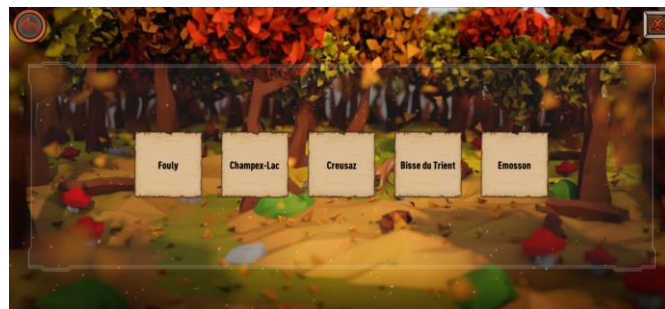 Fouly
Champex-Lac
Creusaz
Bisse du Trient
Emosson